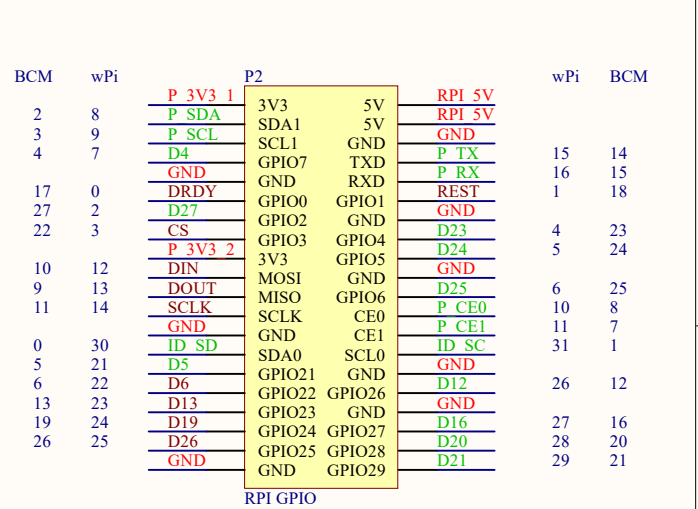 BCM wPi P2 wPi BCM
P_3V3_1 3V3 5V RPI_5V
2 8 P_SDA SDA1 5V RPI_5V
3 9 P_SCL SCL1 GND GND
4 7 D4 GPIO7 TXD P_TX 15 14
GND GND RXD P_RX 16 15
17 0 DRDY GPIO0 GPIO1 REST 1 18
27 2 D27 GPIO2 GND GND
22 3 CS GPIO3 GPIO4 D23 4 23
P_3V3_2 3V3 GPIO5 D24 5 24
10 12 DIN MOSI GND GND
9 13 DOUT MISO GPIO6 D25 6 25
11 14 SCLK SCLK CE0 P_CE0 10 8
GND GND CE1 P_CE1 11 7
0 30 ID_SD SDA0 SCL0 ID_SC 31 1
5 21 D5 GPIO21 GND GND
6 22 D6 GPIO22 GPIO26 D12 26 12
13 23 D13 GPIO23 GND GND
19 24 D19 GPIO24 GPIO27 D16 27 16
26 25 D26 GPIO25 GPIO28 D20 28 20
GND GND GPIO29 D21 29 21
RPI GPIO